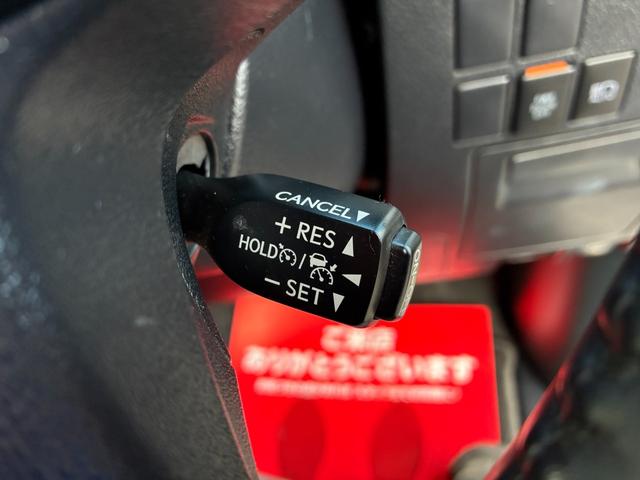 CANCEL▼
+ RES ▲
HOLD / ◀
− SET ▼
ご来店
ありがとうございます